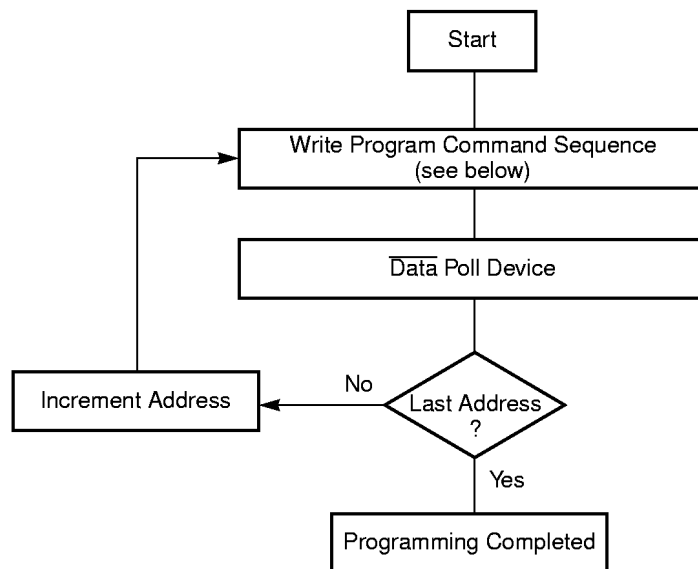 Start
Write Program Command Sequence
(see below)
Data Poll Device
No
Increment Address
Last Address
?
Yes
Programming Completed